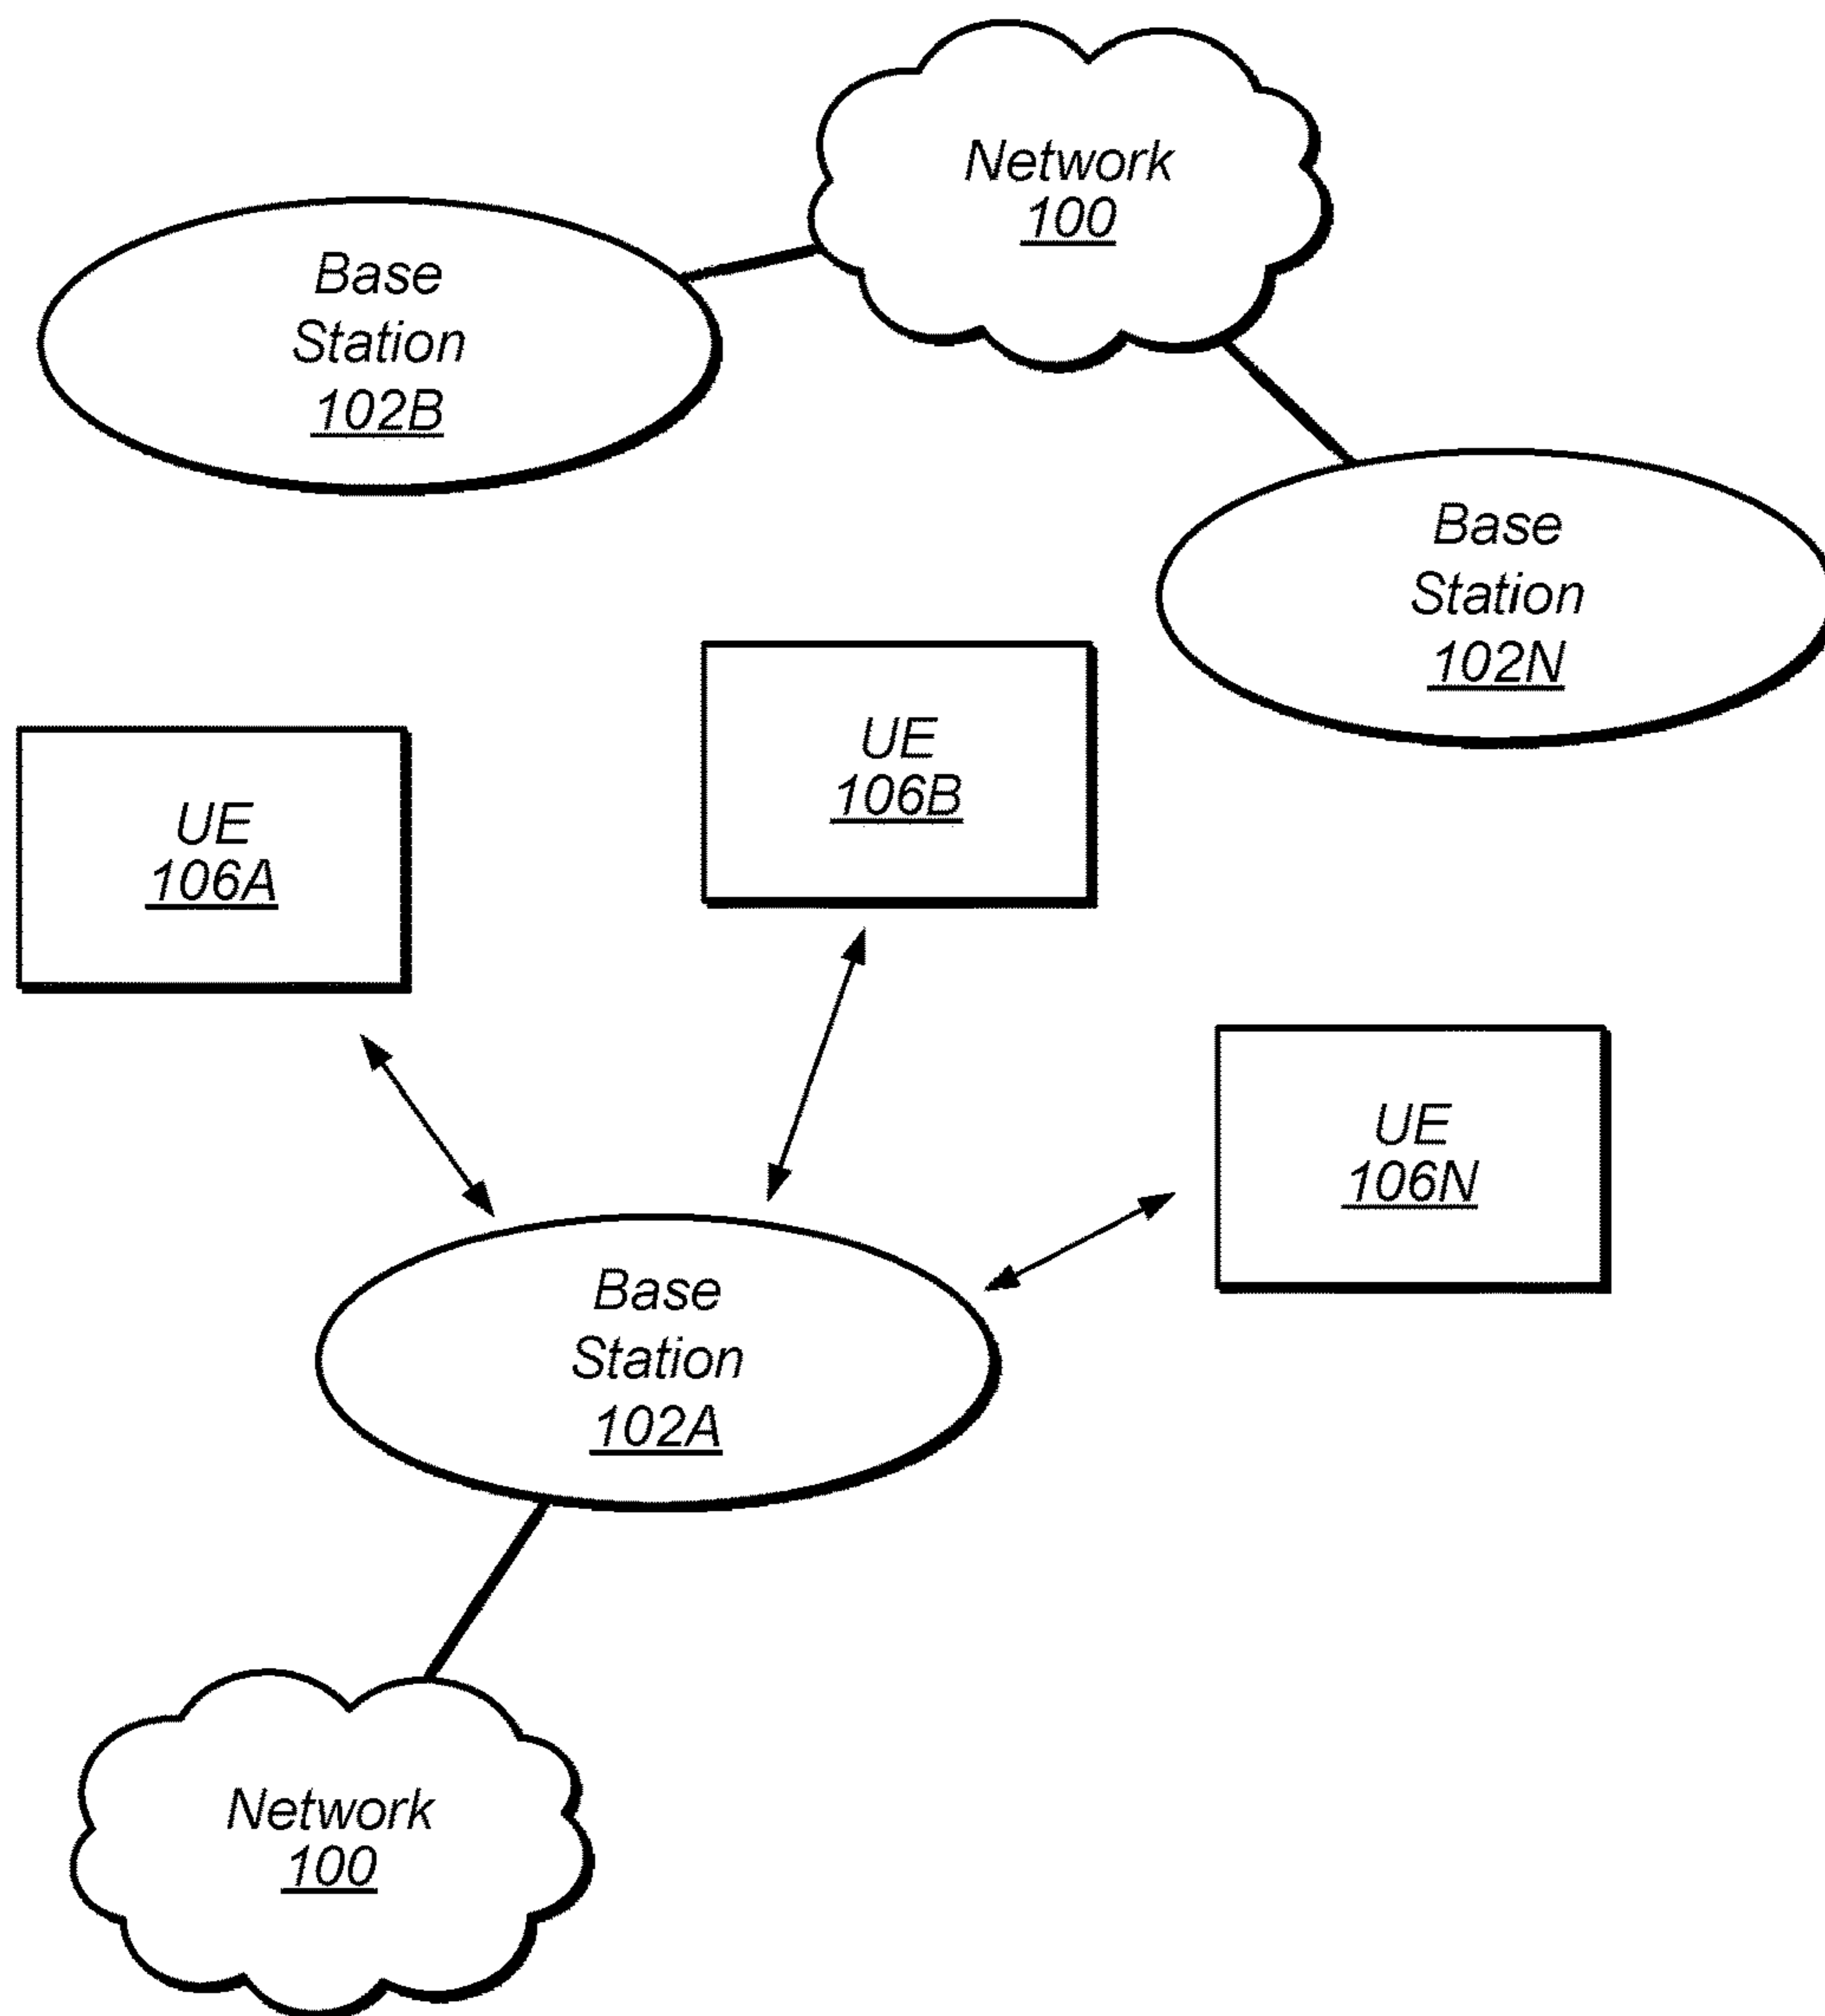 Network
100
Base
Station
102B
Base
Station
102N
UE
106B
UE
106A
UE
106N
Base
Station
102A
Network
100